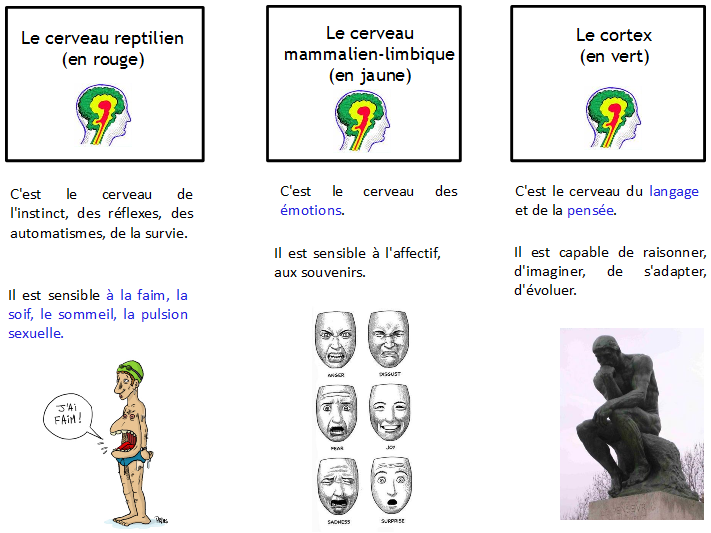 Le cerveau reptilien
(en rouge)
C'est le cerveau de
l'instinct, des réflexes, des
automatismes, de la survie.
Il est sensible à la faim, la
soif, le sommeil, la pulsion
sexuelle.
J'AI
FAIM!
Le cerveau
mammalien-limbique
(en jaune)
C'est le cerveau des
émotions.
Il est sensible à l'affectif,
aux souvenirs.
ANGER
DISGUST
FEAR
JOY
SADNESS
SURPRISE
Le cortex
(en vert)
C'est le cerveau du langage
et de la pensée.
Il est capable de raisonner,
d'imaginer, de s'adapter,
d'évoluer.